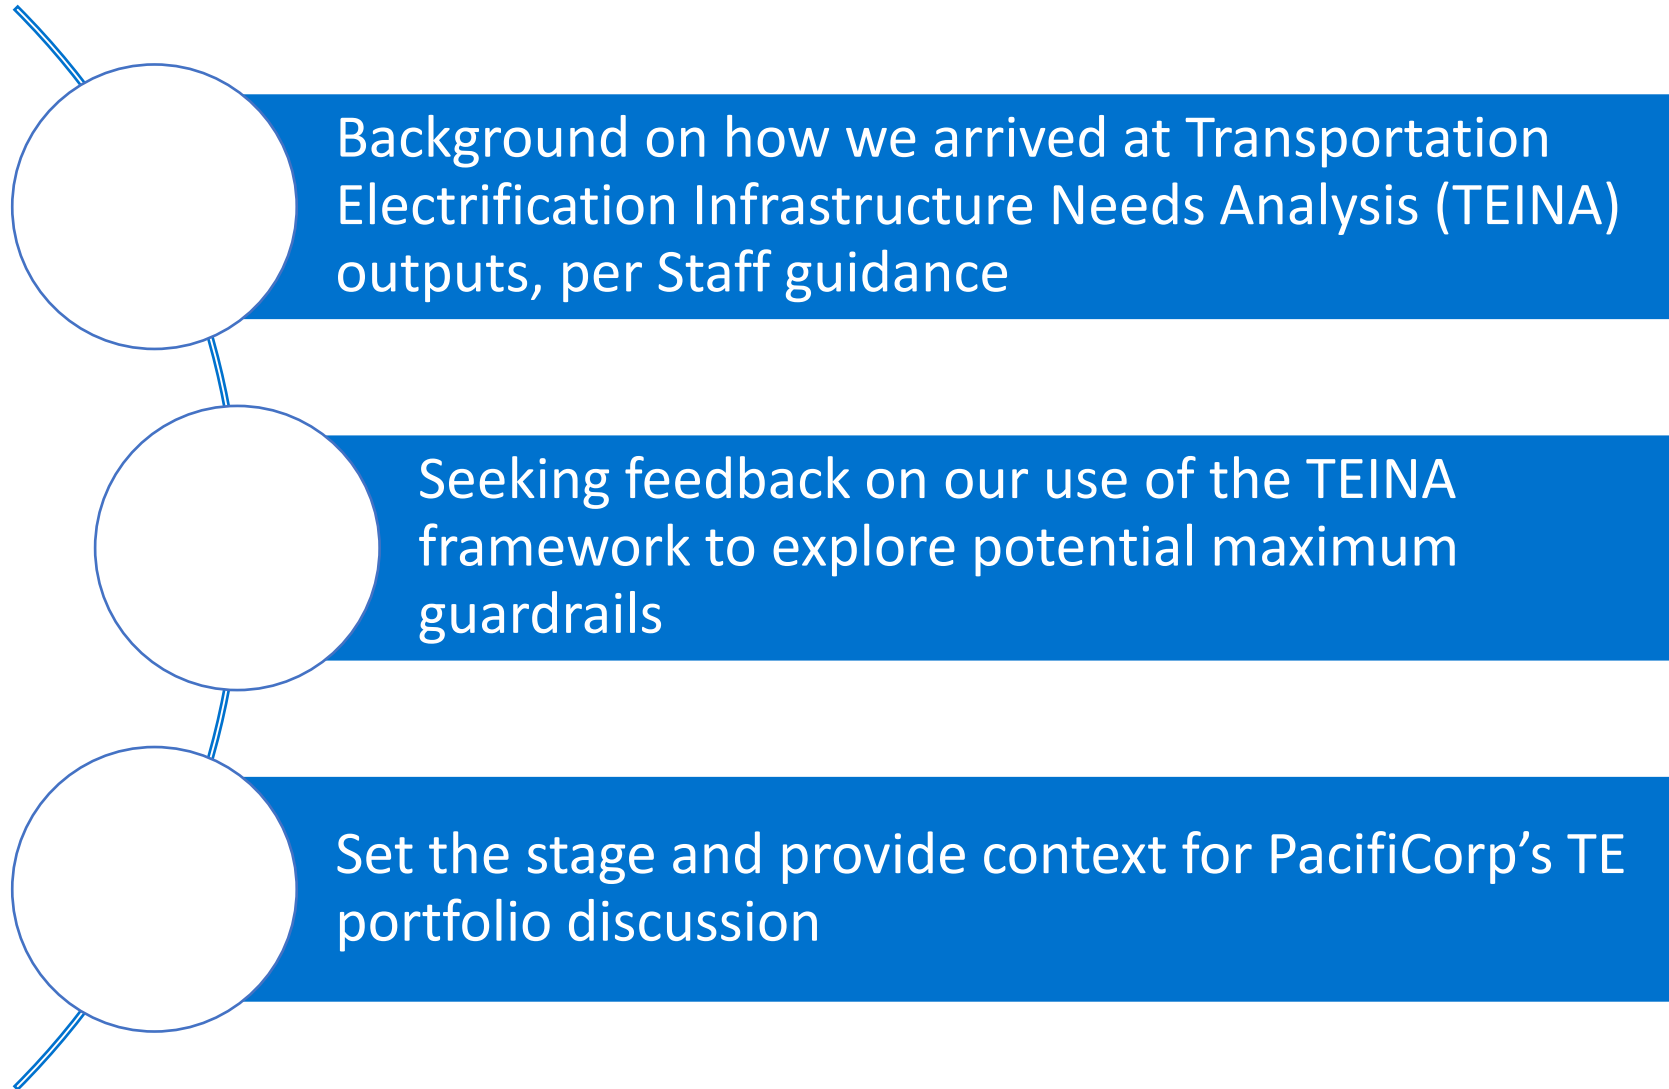 Background on how we arrived at Transportation
Electrification Infrastructure Needs Analysis (TEINA)
outputs, per Staff guidance
Seeking feedback on our use of the TEINA
framework to explore potential maximum
guardrails
Set the stage and provide context for PacifiCorp’s TE
portfolio discussion